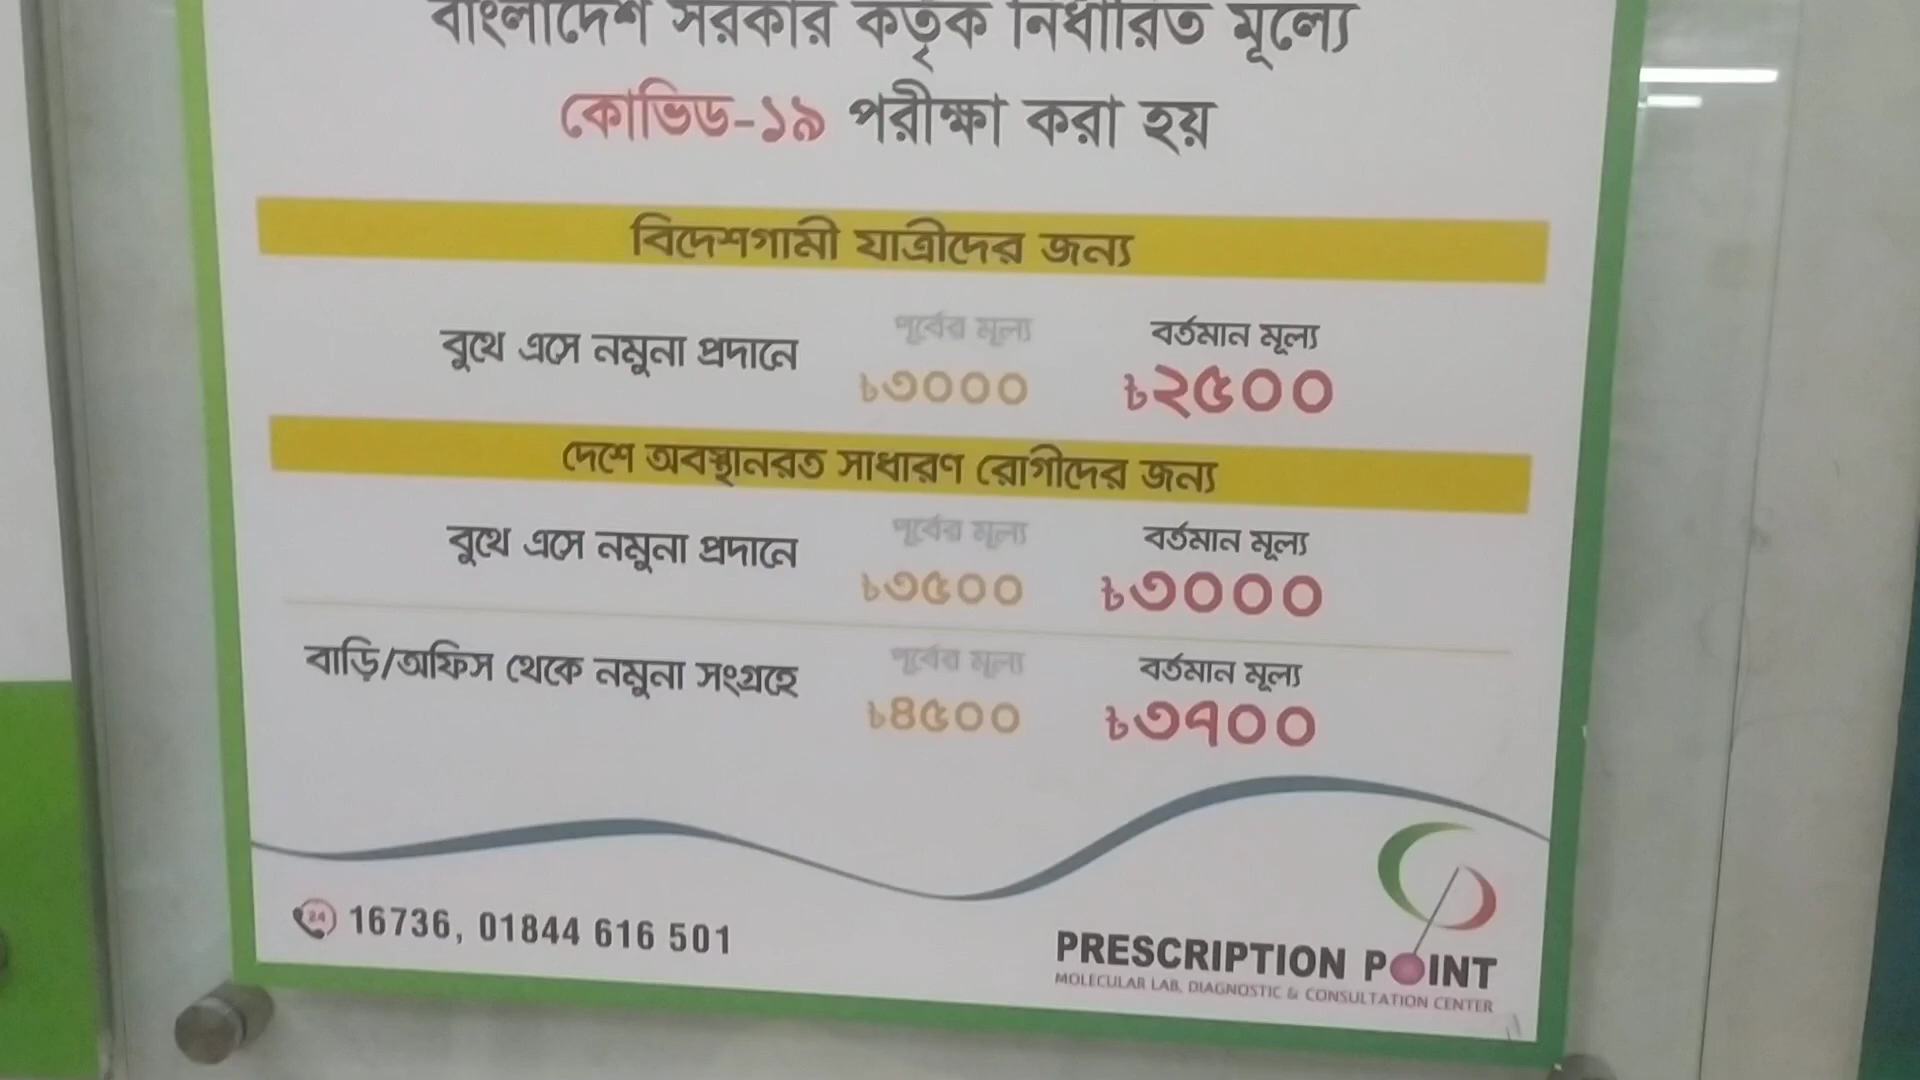 বাংলাদেশ সরকার কর্তৃক নির্ধারিত মূল্যে
কোভিড-১৯ পরীক্ষা করা হয়
বিদেশগামী যাত্রীদের জন্য
বুথে এসে নমুনা প্রদানে
পূর্বের মূল্য
৳৩০০০
বর্তমান মূল্য
৳২৫০০
দেশে অবস্থানরত সাধারণ রোগীদের জন্য
বুথে এসে নমুনা প্রদানে
পূর্বের মূল্য
৳৩৫০০
বর্তমান মূল্য
৳৩০০০
বাড়ি/অফিস থেকে নমুনা সংগ্রহে
পূর্বের মূল্য
৳৪৫০০
বর্তমান মূল্য
৳৩৭০০
24 16736, 01844 616 501
PRESCRIPTION POINT
MOLECULAR LAB, DIAGNOSTIC & CONSULTATION CENTER